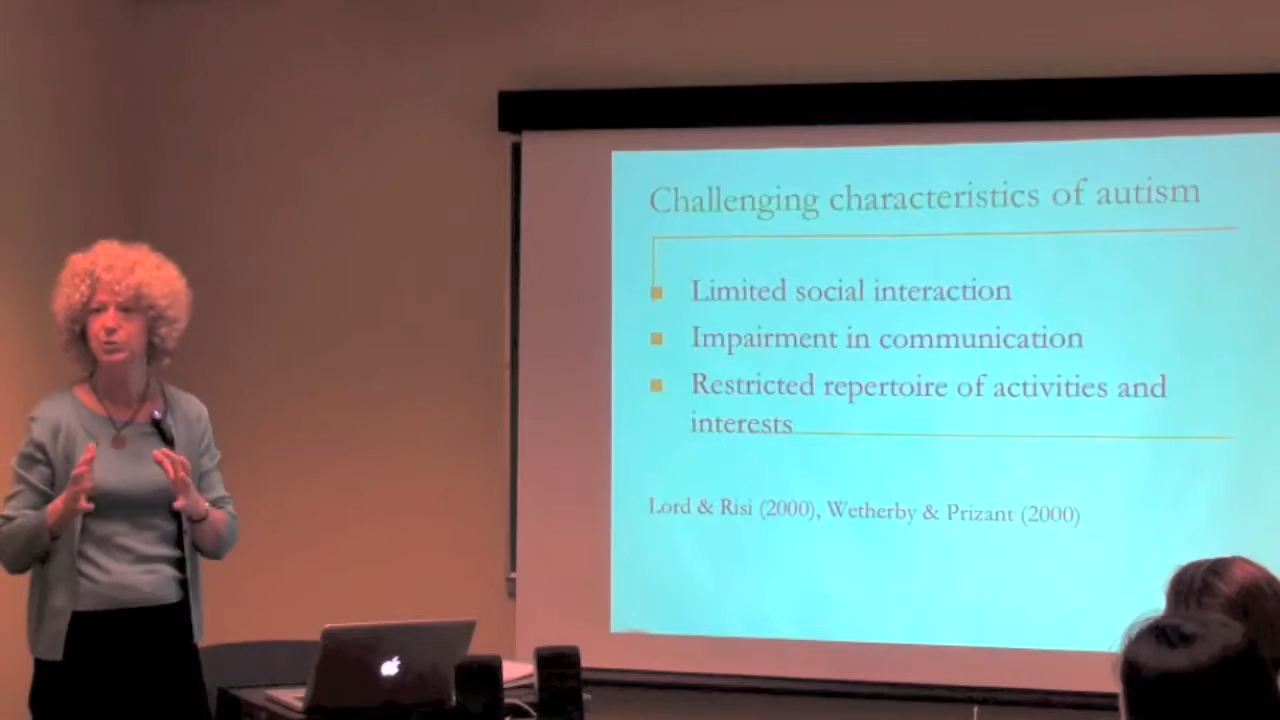 Challenging characteristics of autism
Limited social interaction
Impairment in communication
Restricted repertoire of activities and
interests
Lord & Risi (2000), Wetherby & Prizant (2000)